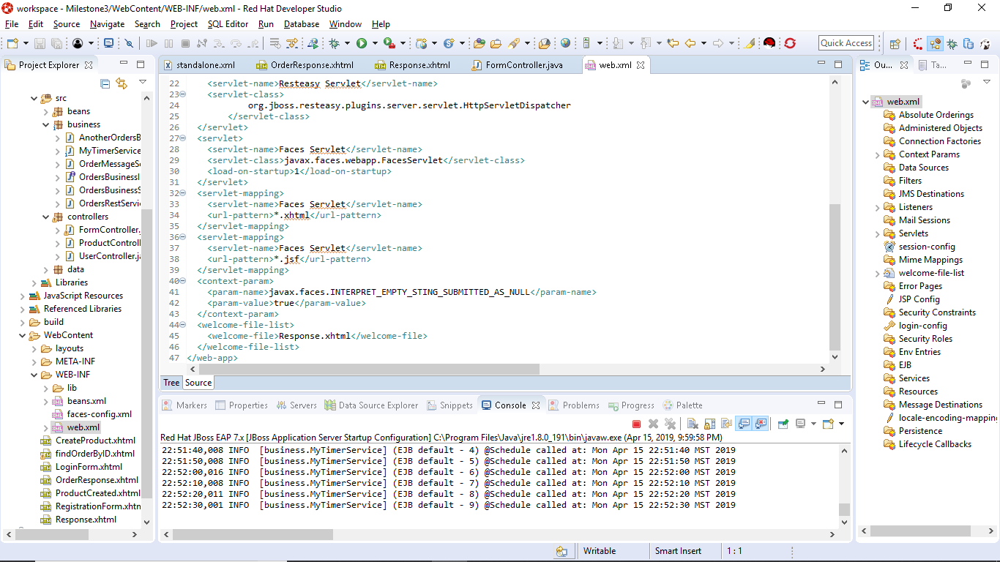 workspace - Milestone3/WebContent/WEB-INF/web.xml - Red Hat Developer Studio
File Edit Source Navigate Search Project SQL Editor Run Database Window Help
Quick Access
Project Explorer
src
beans
business
AnotherOrdersB
MyTimerService
OrderMessageSe
OrdersBusinessI
OrdersBusinessS
OrdersRestServi
controllers
FormController.
ProductControll
UserController.ja
data
Libraries
JavaScript Resources
Referenced Libraries
build
WebContent
layouts
META-INF
WEB-INF
lib
beans.xml
faces-config.xml
web.xml
CreateProduct.xhtml
findOrderByID.xhtml
LoginForm.xhtml
OrderResponse.xhtml
ProductCreated.xhtml
RegistrationForm.xhtm
Response.xhtml
standalone.xml OrderResponse.xhtml Response.xhtml FormController.java web.xml
22 <servlet-name>Resteasy Servlet</servlet-name>
23 <servlet-class>
24 org.jboss.resteasy.plugins.server.servlet.HttpServletDispatcher
25 </servlet-class>
26 </servlet>
27 <servlet>
28 <servlet-name>Faces Servlet</servlet-name>
29 <servlet-class>javax.faces.webapp.FacesServlet</servlet-class>
30 <load-on-startup>1</load-on-startup>
31 </servlet>
32 <servlet-mapping>
33 <servlet-name>Faces Servlet</servlet-name>
34 <url-pattern>*.xhtml</url-pattern>
35 </servlet-mapping>
36 <servlet-mapping>
37 <servlet-name>Faces Servlet</servlet-name>
38 <url-pattern>*.jsf</url-pattern>
39 </servlet-mapping>
40 <context-param>
41 <param-name>javax.faces.INTERPRET_EMPTY_STING_SUBMITTED_AS_NULL</param-name>
42 <param-value>true</param-value>
43 </context-param>
44 <welcome-file-list>
45 <welcome-file>Response.xhtml</welcome-file>
46 </welcome-file-list>
47 </web-app>
Tree Source
Markers Properties Servers Data Source Explorer Snippets Console Problems Progress Palette
Red Hat JBoss EAP 7.x [JBoss Application Server Startup Configuration] C:\Program Files\Java\jre1.8.0_191\bin\javaw.exe (Apr 15, 2019, 9:59:58 PM)
22:51:40,008 INFO [business.MyTimerService] (EJB default - 4) @Schedule called at: Mon Apr 15 22:51:40 MST 2019
22:51:50,008 INFO [business.MyTimerService] (EJB default - 5) @Schedule called at: Mon Apr 15 22:51:50 MST 2019
22:52:00,016 INFO [business.MyTimerService] (EJB default - 6) @Schedule called at: Mon Apr 15 22:52:00 MST 2019
22:52:10,008 INFO [business.MyTimerService] (EJB default - 7) @Schedule called at: Mon Apr 15 22:52:10 MST 2019
22:52:20,011 INFO [business.MyTimerService] (EJB default - 8) @Schedule called at: Mon Apr 15 22:52:20 MST 2019
22:52:30,001 INFO [business.MyTimerService] (EJB default - 9) @Schedule called at: Mon Apr 15 22:52:30 MST 2019
Ou... Ta...
web.xml
Absolute Orderings
Administered Objects
Connection Factories
Context Params
Data Sources
Filters
JMS Destinations
Listeners
Mail Sessions
Servlets
session-config
Mime Mappings
welcome-file-list
Error Pages
JSP Config
Security Constraints
login-config
Security Roles
Env Entries
EJB
Services
Resources
Message Destinations
locale-encoding-mapping
Persistence
Lifecycle Callbacks
Writable Smart Insert 1 : 1